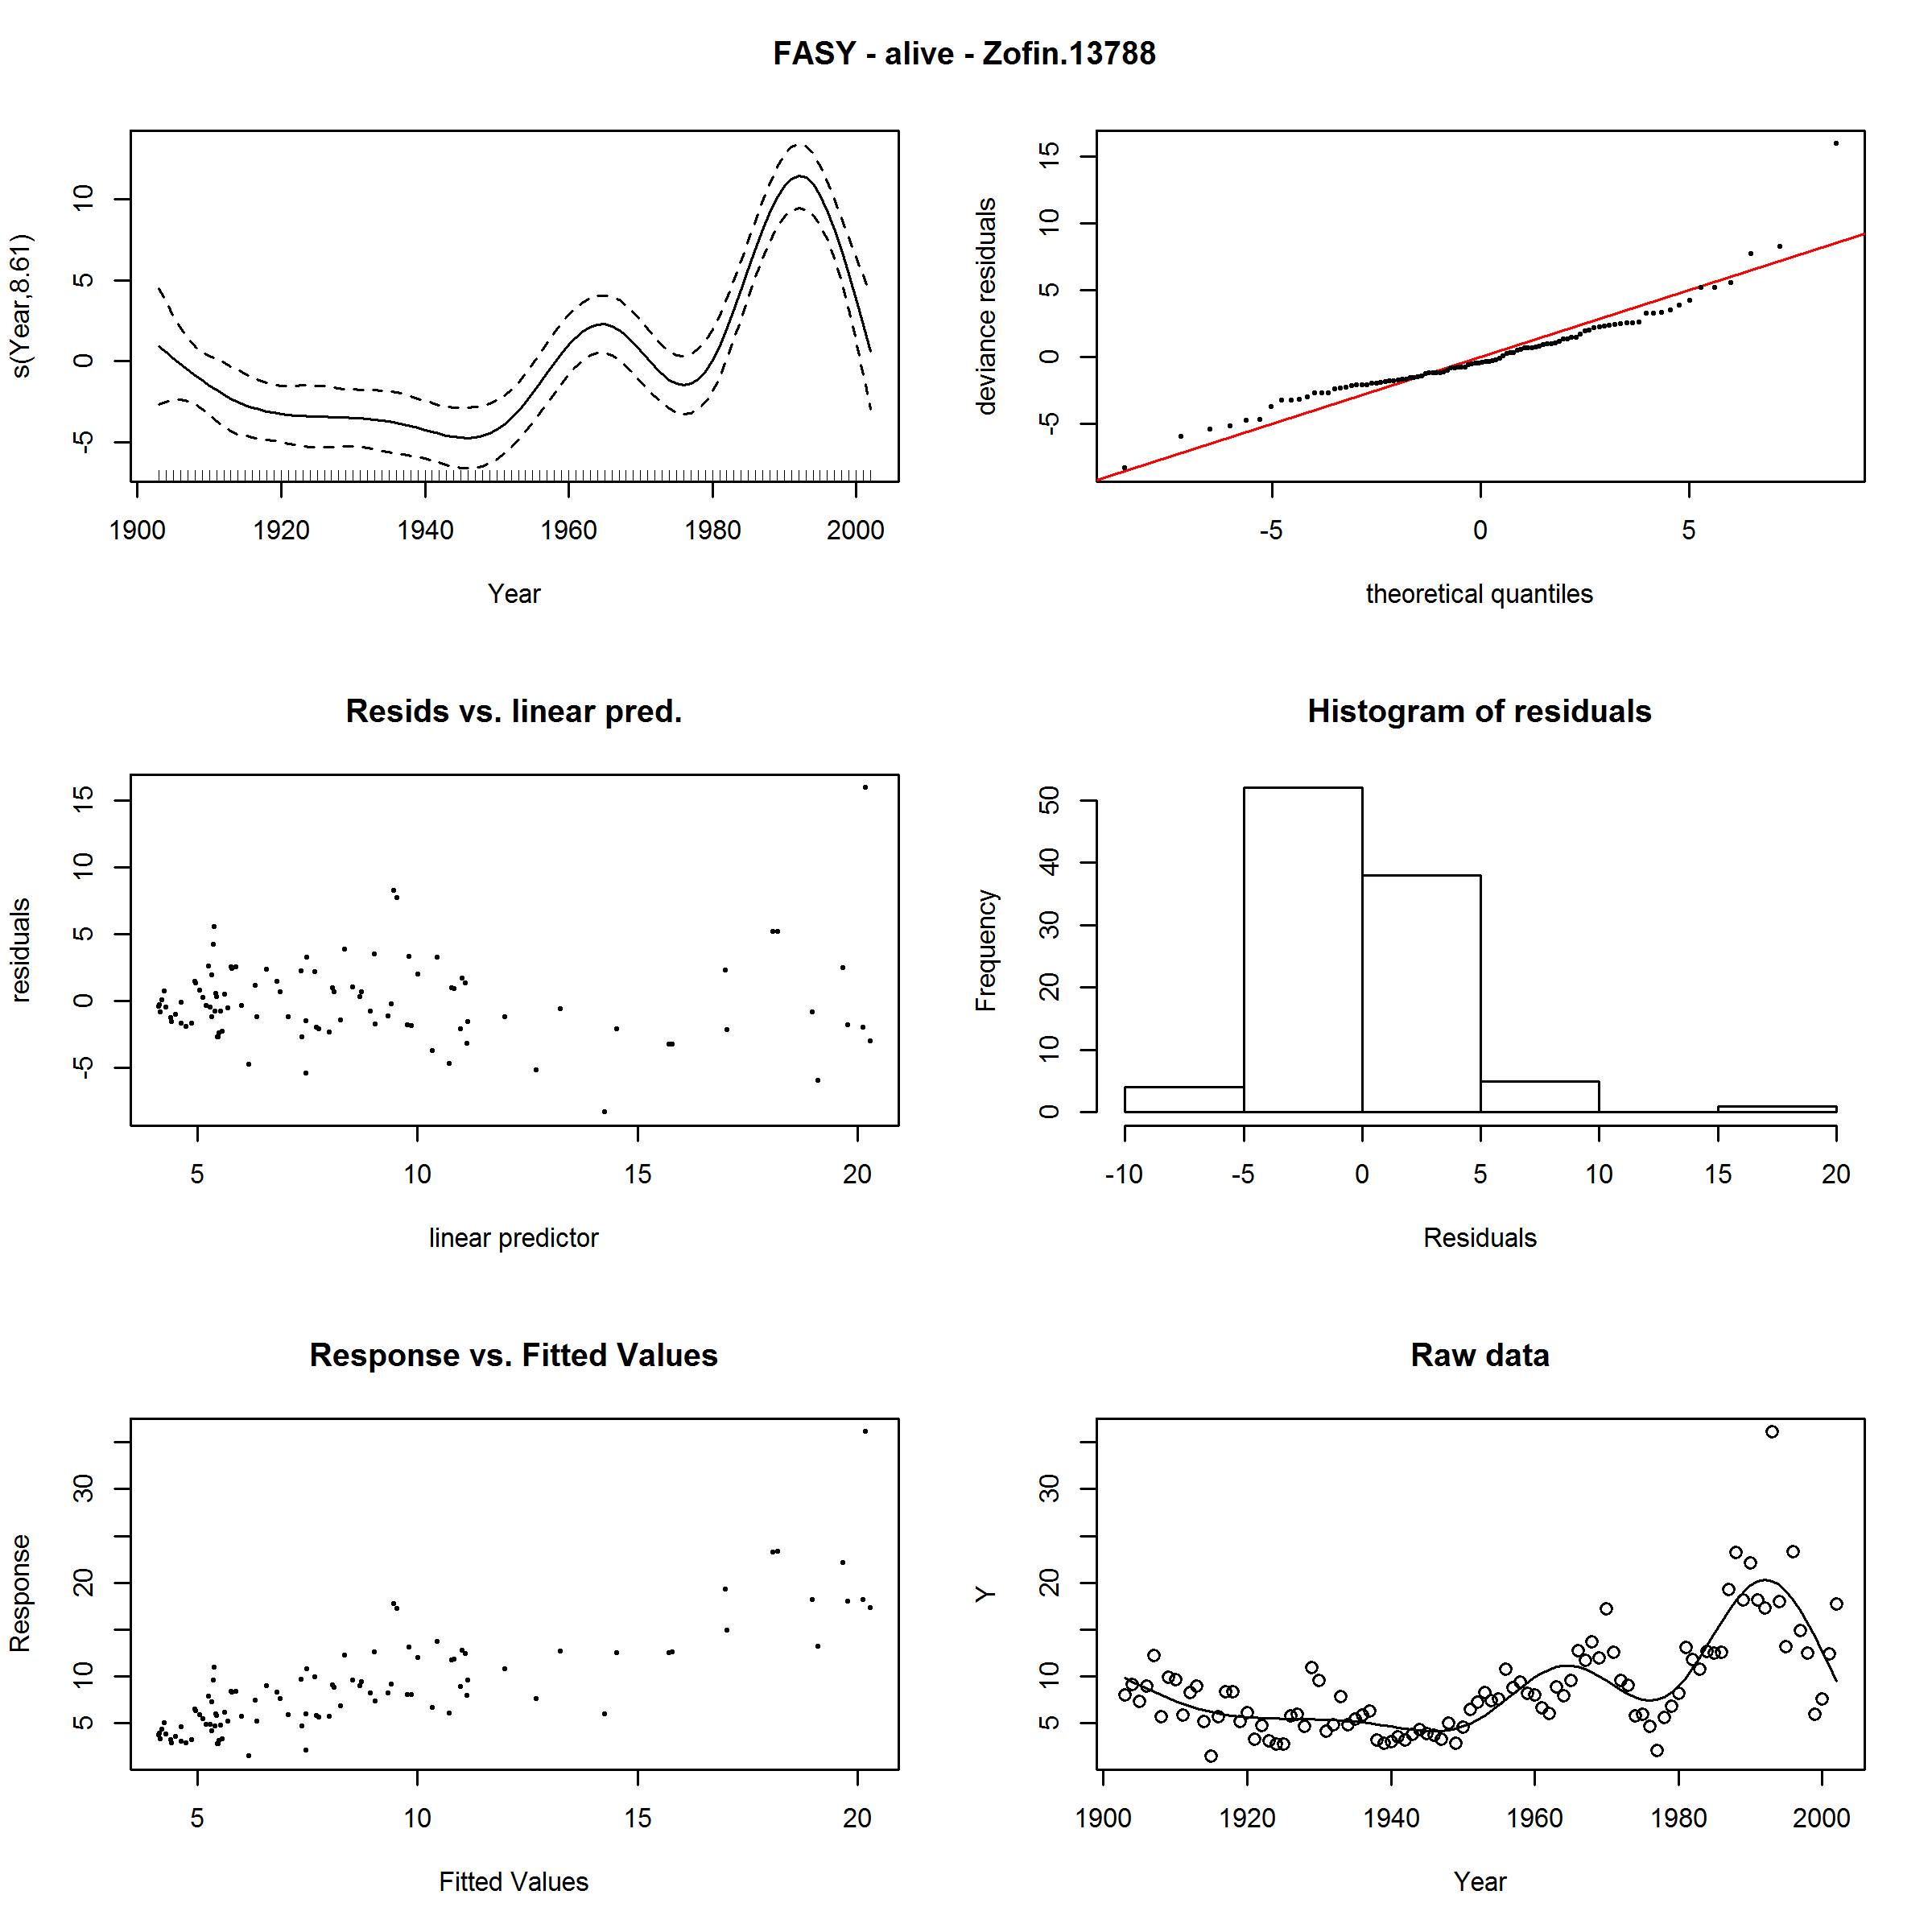 FASY - alive - Zofin.13788
s(Year,8.61)
-5 0 5 10
1900 1920 1940 1960 1980 2000
Year
deviance residuals
-5 0 5 10 15
-5 0 5
theoretical quantiles
Resids vs. linear pred.
residuals
-5 0 5 10 15
5 10 15 20
linear predictor
Histogram of residuals
Frequency
0 10 20 30 40 50
-10 -5 0 5 10 15 20
Residuals
Response vs. Fitted Values
Response
5 10 20 30
5 10 15 20
Fitted Values
Raw data
Y
5 10 20 30
1900 1920 1940 1960 1980 2000
Year